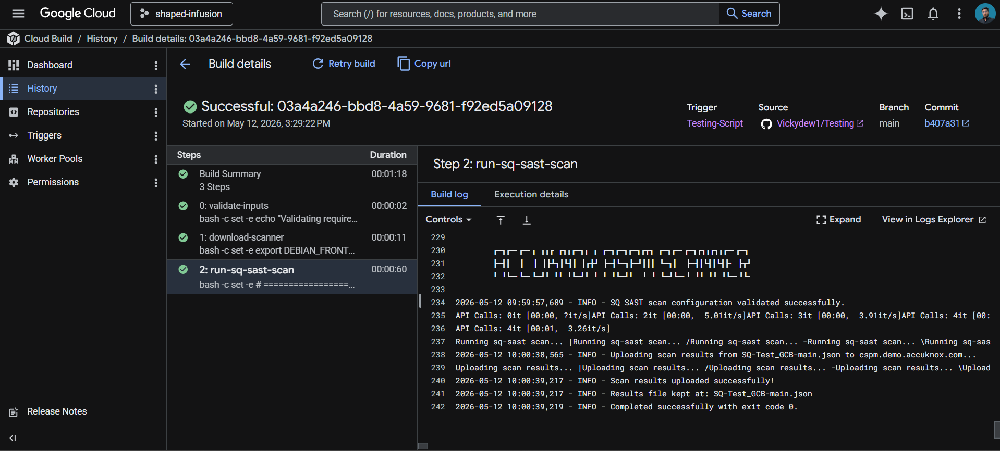 Google Cloud
shaped-infusion
Search (/) for resources, docs, products, and more
Search
Cloud Build / History / Build details: 03a4a246-bbd8-4a59-9681-f92ed5a09128
Dashboard
History
Repositories
Triggers
Worker Pools
Permissions
Release Notes
Build details
Retry build
Copy url
Successful: 03a4a246-bbd8-4a59-9681-f92ed5a09128
Started on May 12, 2026, 3:29:22 PM
Trigger
Testing-Script
Source
Vickydew1/Testing
Branch
main
Commit
b407a31
Steps Duration
Build Summary 00:01:18
3 Steps
0: validate-inputs 00:00:02
bash -c set -e echo "Validating require...
1: download-scanner 00:00:11
bash -c set -e export DEBIAN_FRONT...
2: run-sq-sast-scan 00:00:60
bash -c set -e # =================...
Step 2: run-sq-sast-scan
Build log Execution details
Controls
Expand
View in Logs Explorer
229
230
231
232
233
234 2026-05-12 09:59:57,689 - INFO - SQ SAST scan configuration validated successfully.
235 API Calls: 0it [00:00, ?it/s]API Calls: 2it [00:00, 5.01it/s]API Calls: 3it [00:00, 3.91it/s]API Calls: 4it [00:
236 API Calls: 4it [00:01, 3.26it/s]
237 Running sq-sast scan... |Running sq-sast scan... /Running sq-sast scan... -Running sq-sast scan... \Running sq-sas
238 2026-05-12 10:00:38,565 - INFO - Uploading scan results from SQ-Test_GCB-main.json to cspm.demo.accuknox.com...
239 Uploading scan results... |Uploading scan results... /Uploading scan results... -Uploading scan results... \Upload
240 2026-05-12 10:00:39,217 - INFO - Scan results uploaded successfully!
241 2026-05-12 10:00:39,217 - INFO - Results file kept at: SQ-Test_GCB-main.json
242 2026-05-12 10:00:39,219 - INFO - Completed successfully with exit code 0.